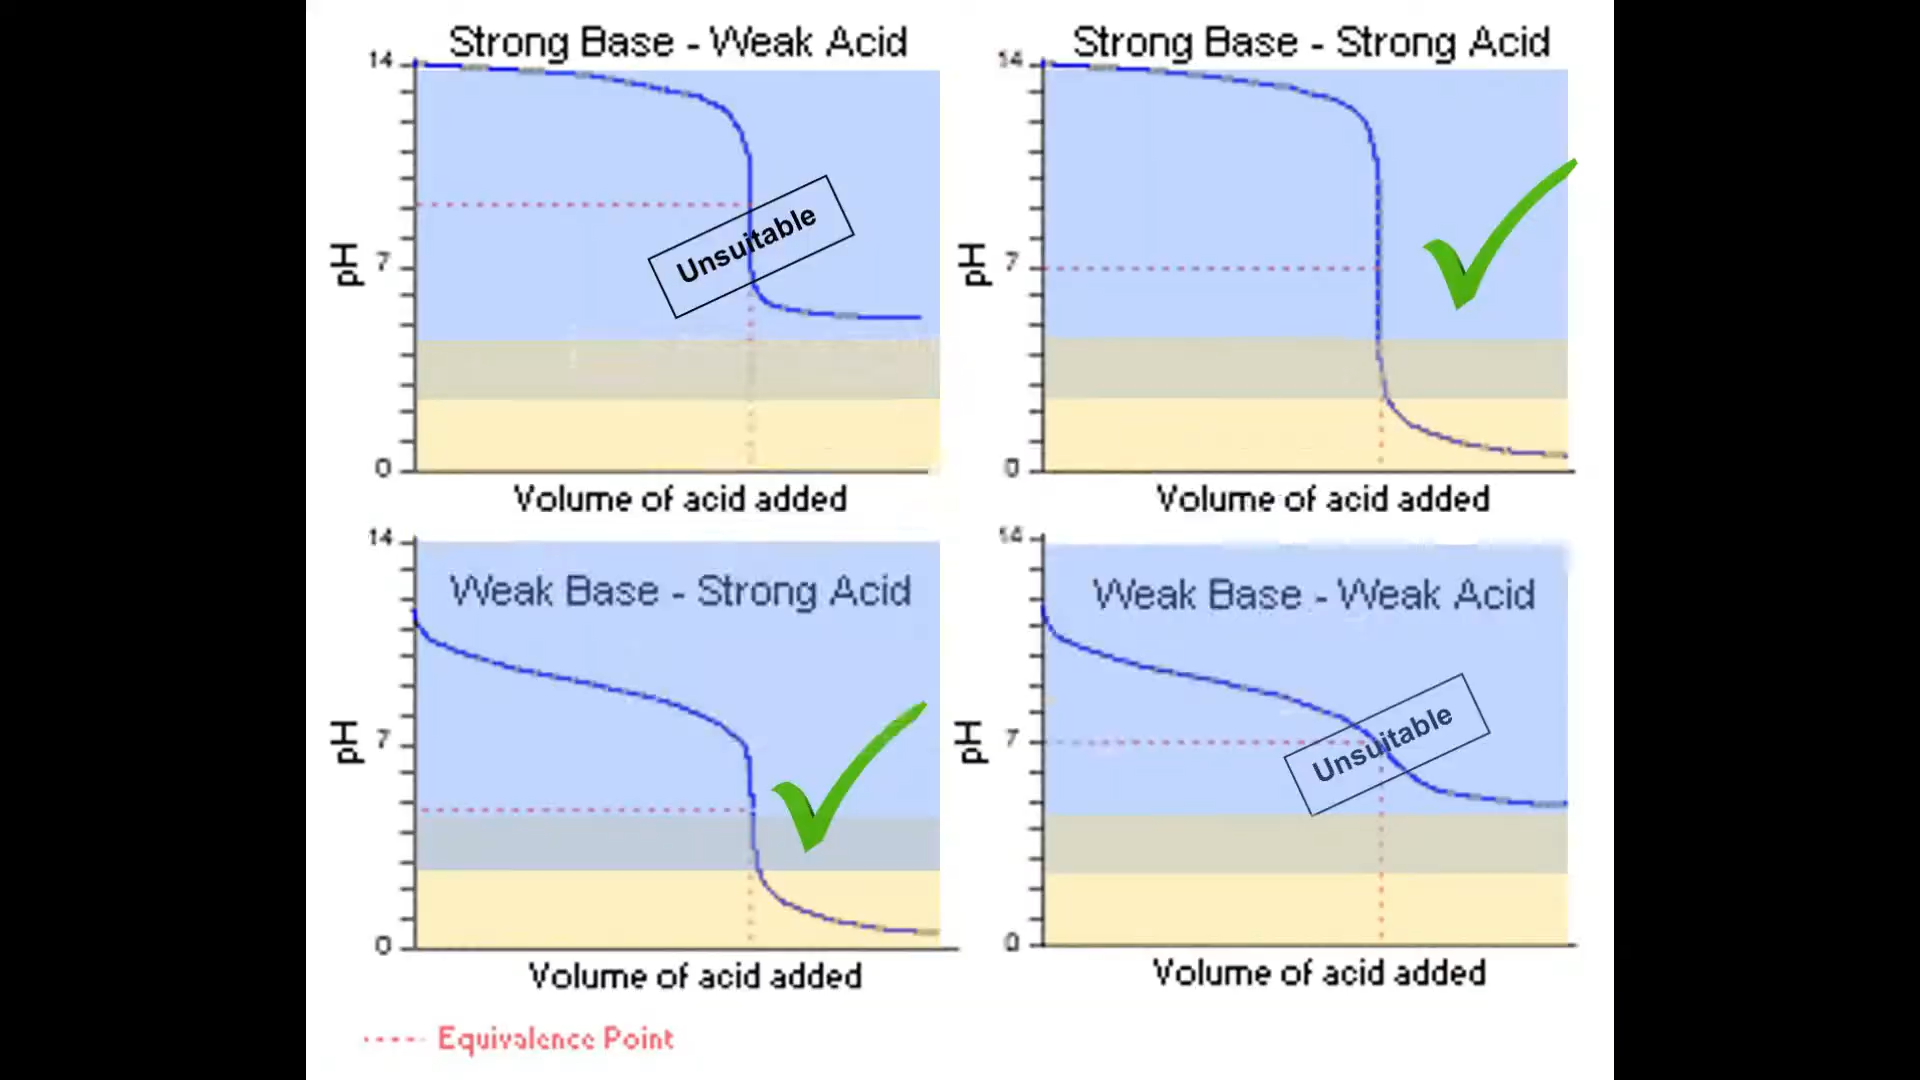 Strong Base - Weak Acid
14
pH
7
Unsuitable
0
Volume of acid added
Strong Base - Strong Acid
14
pH
7
0
Volume of acid added
14
Weak Base - Strong Acid
pH
7
0
Volume of acid added
14
Weak Base - Weak Acid
pH
7
Unsuitable
0
Volume of acid added
Equivalence Point